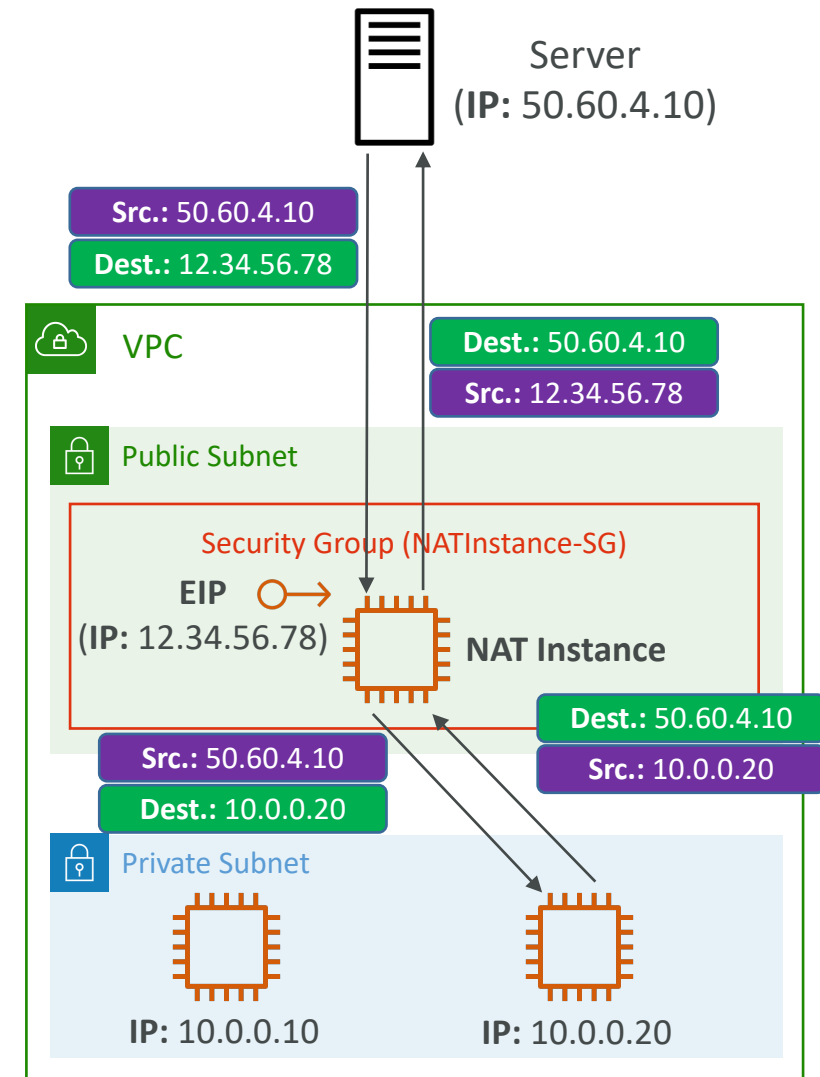 Server
(IP: 50.60.4.10)
Src.: 50.60.4.10
Dest.: 12.34.56.78
VPC
Dest.: 50.60.4.10
Src.: 12.34.56.78
Public Subnet
Security Group (NATInstance-SG)
EIP
(IP: 12.34.56.78)
NAT Instance
Dest.: 50.60.4.10
Src.: 10.0.0.20
Src.: 50.60.4.10
Dest.: 10.0.0.20
Private Subnet
IP: 10.0.0.10
IP: 10.0.0.20